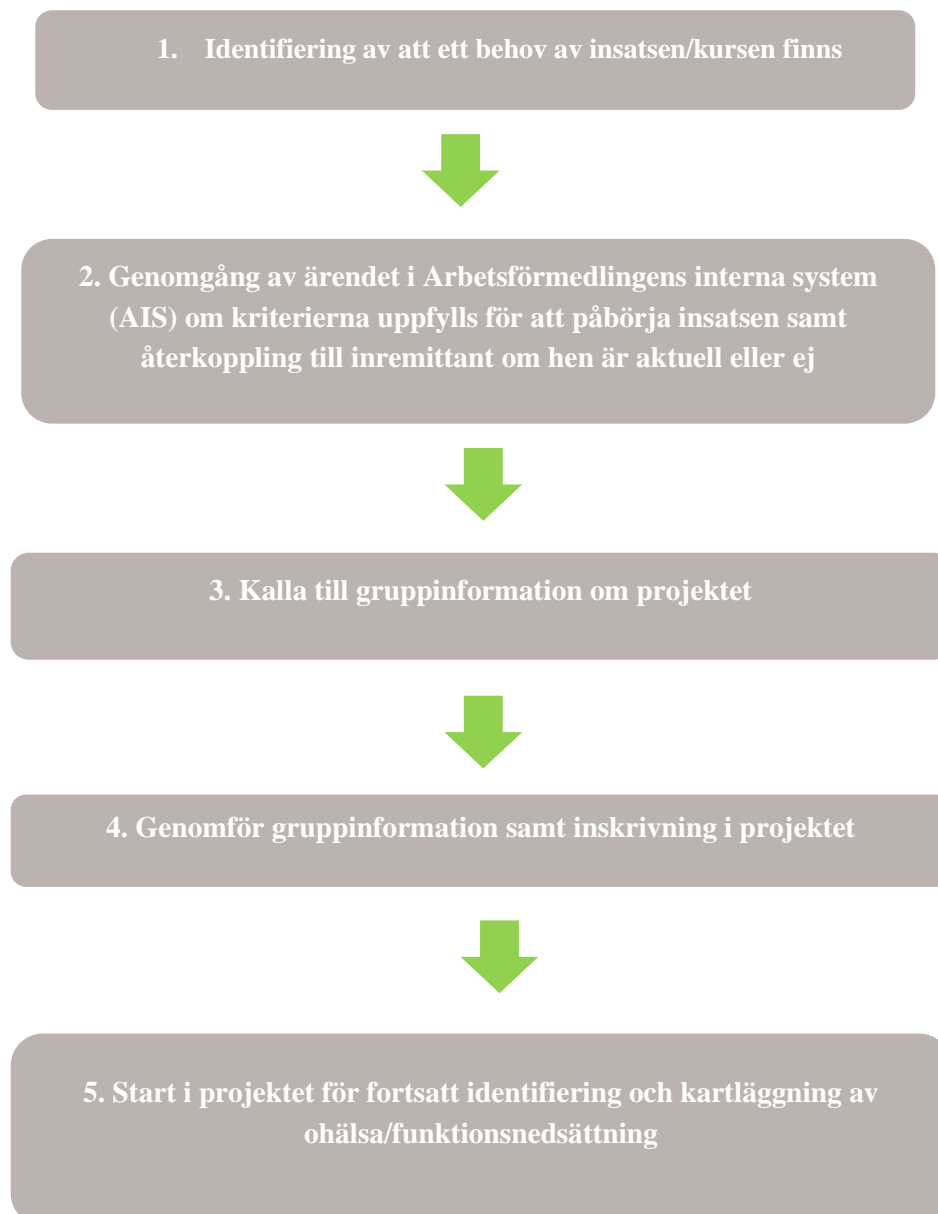 1. Identifiering av att ett behov av insatsen/kursen finns
2. Genomgång av ärendet i Arbetsförmedlingens interna system
(AIS) om kriterierna uppfylls för att påbörja insatsen samt
återkoppling till inremittant om hen är aktuell eller ej
3. Kalla till gruppinformation om projektet
4. Genomför gruppinformation samt inskrivning i projektet
5. Start i projektet för fortsatt identifiering och kartläggning av
ohälsa/funktionsnedsättning